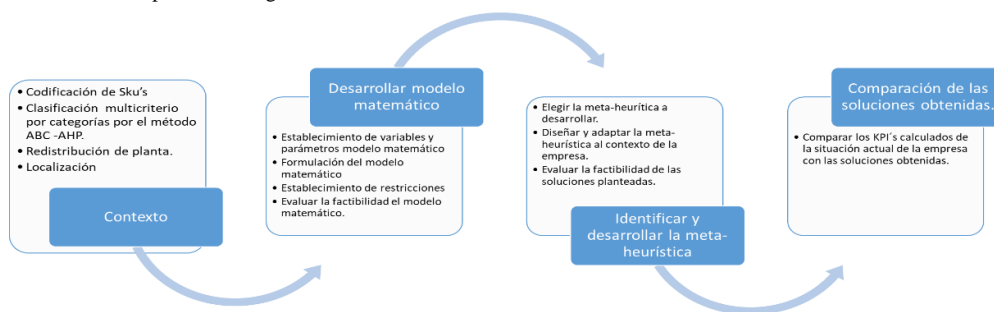 • Codificación de Sku's
• Clasificación multicriterio
por categorías por el método
ABC -AHP.
• Redistribución de planta.
• Localización
Contexto
Desarrollar modelo
matemático
• Establecimiento de variables y
parámetros modelo matemático
• Formulación del modelo
matemático
• Establecimiento de restricciones
• Evaluar la factibilidad el modelo
matemático.
• Elegir la meta-heurítica a
desarrollar.
• Diseñar y adaptar la meta-
heurística al contexto de la
empresa.
• Evaluar la factibilidad de las
soluciones planteadas.
Identificar y
desarrollar la meta-
heurística
Comparación de las
soluciones obtenidas.
• Comparar los KPI´s calculados de
la situación actual de la empresa
con las soluciones obtenidas.